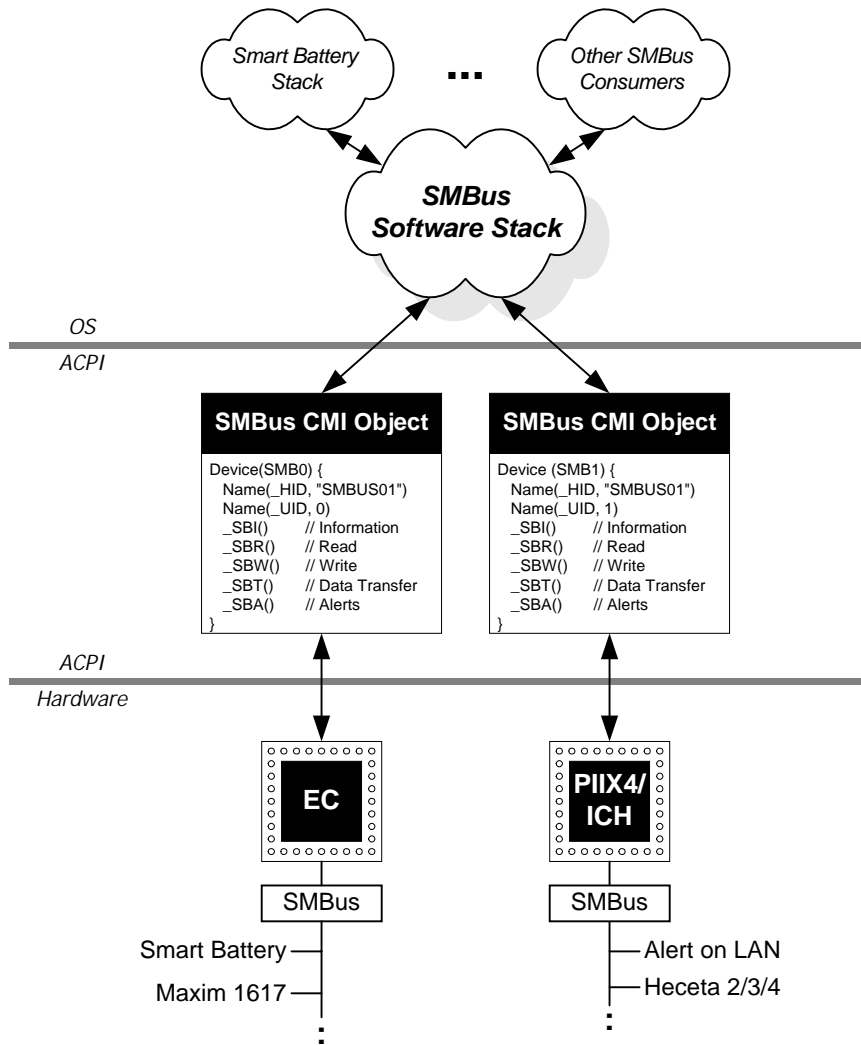 Smart Battery
Stack
...
Other SMBus
Consumers
SMBus
Software Stack
OS
ACPI
SMBus CMI Object
Device(SMB0) {
Name(_HID, "SMBUS01")
Name(_UID, 0)
_SBI() // Information
_SBR() // Read
_SBW() // Write
_SBT() // Data Transfer
_SBA() // Alerts
}
SMBus CMI Object
Device (SMB1) {
Name(_HID, "SMBUS01")
Name(_UID, 1)
_SBI() // Information
_SBR() // Read
_SBW() // Write
_SBT() // Data Transfer
_SBA() // Alerts
}
ACPI
Hardware
EC
PIIX4/
ICH
SMBus
SMBus
Smart Battery
Maxim 1617
Alert on LAN
Heceta 2/3/4